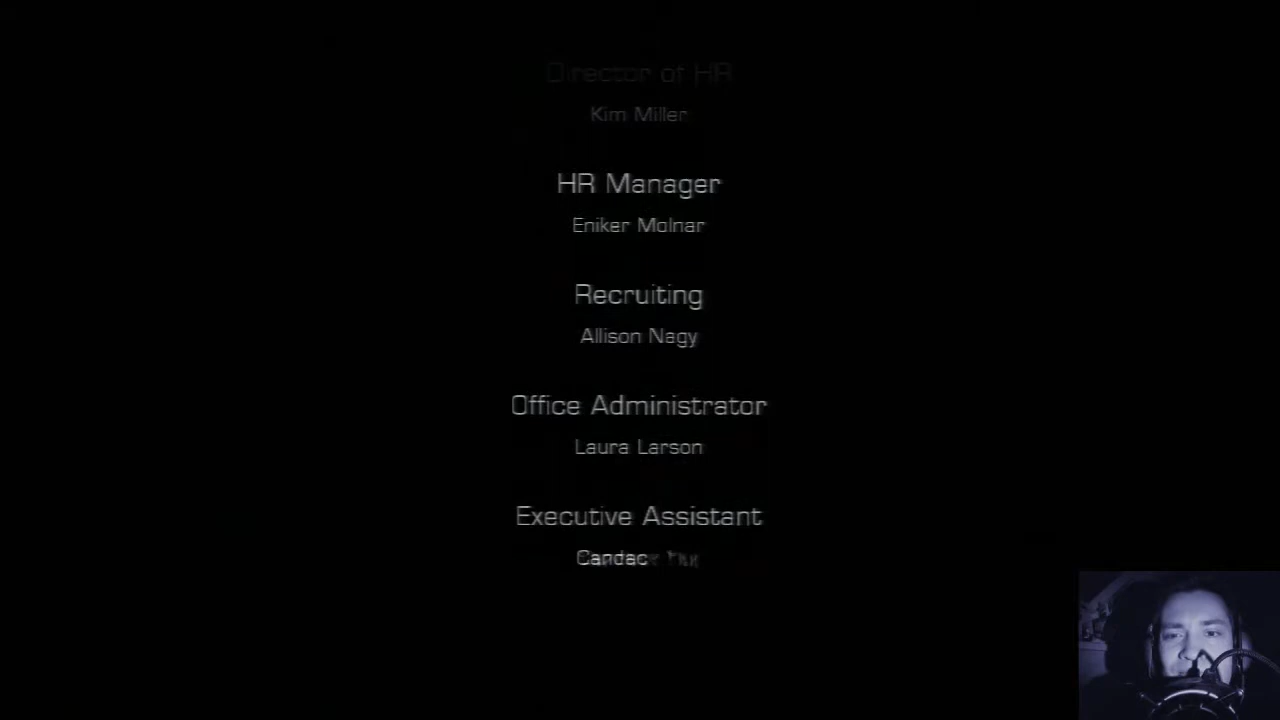 Director of HR
Kim Miller
HR Manager
Eniker Molnar
Recruiting
Allison Nagy
Office Administrator
Laura Larson
Executive Assistant